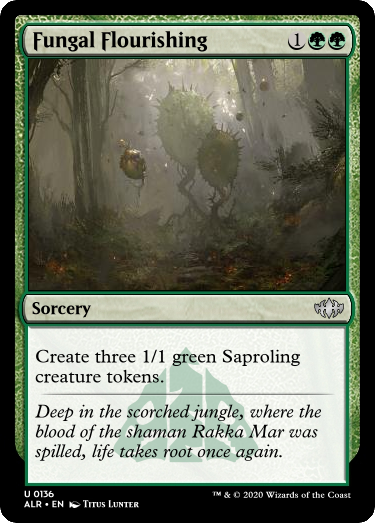 Fungal Flourishing 1
Sorcery
Create three 1/1 green Saproling
creature tokens.
Deep in the scorched jungle, where the
blood of the shaman Rakka Mar was
spilled, life takes root once again.
U 0136
ALR • EN Titus Lunter
™ & © 2020 Wizards of the Coast